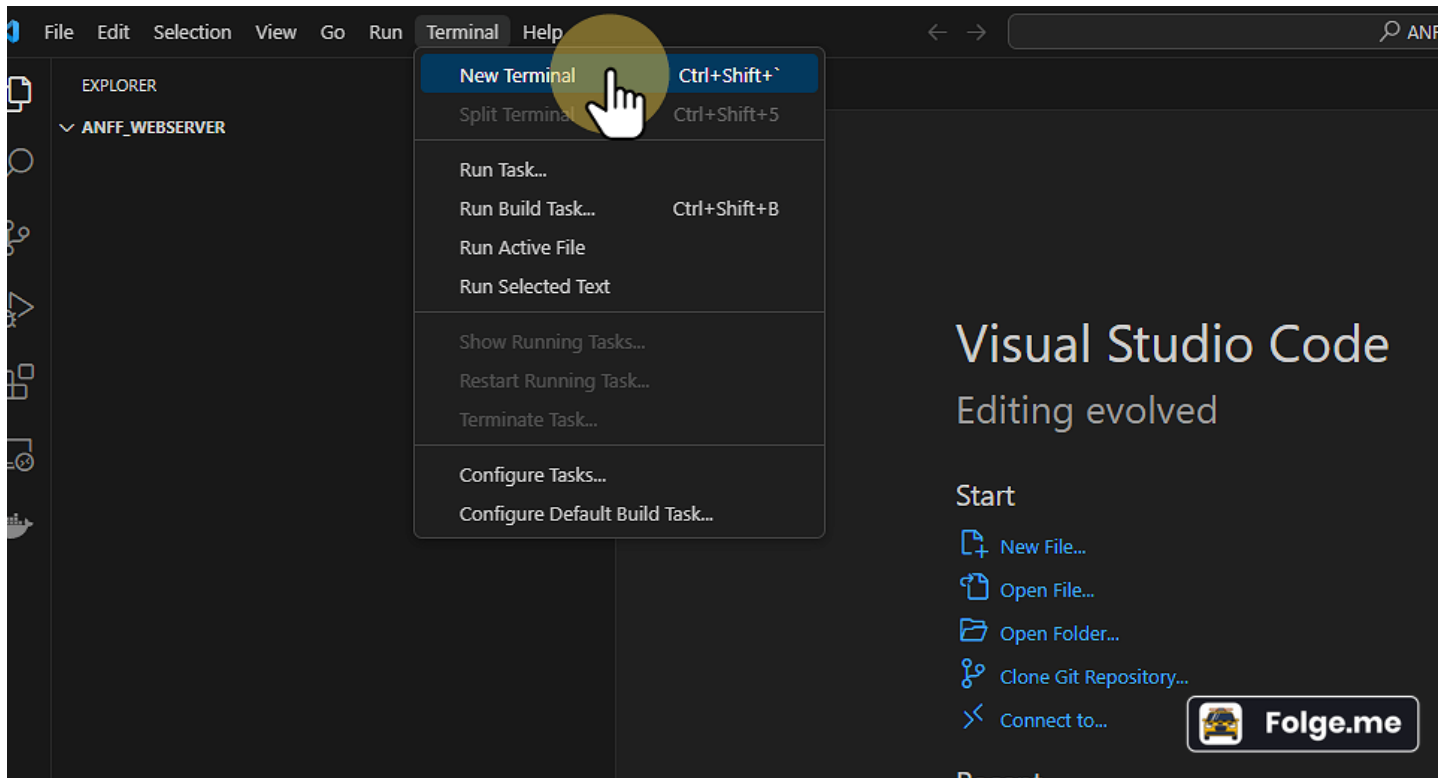 File Edit Selection View Go Run Terminal Help
EXPLORER
ANFF_WEBSERVER
New Terminal Ctrl+Shift+`
Split Terminal Ctrl+Shift+5
Run Task...
Run Build Task... Ctrl+Shift+B
Run Active File
Run Selected Text
Show Running Tasks...
Restart Running Task...
Terminate Task...
Configure Tasks...
Configure Default Build Task...
Visual Studio Code
Editing evolved
Start
New File...
Open File...
Open Folder...
Clone Git Repository...
Connect to...
Folge.me